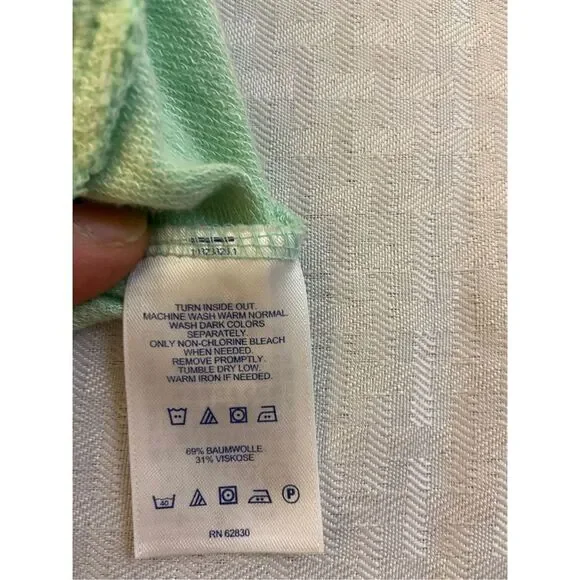 TURN INSIDE OUT.
MACHINE WASH WARM NORMAL.
WASH DARK COLORS
SEPARATELY.
ONLY NON-CHLORINE BLEACH
WHEN NEEDED.
REMOVE PROMPTLY.
TUMBLE DRY LOW.
WARM IRON IF NEEDED.
69% BAUMWOLLE
31% VISKOSE
40 P
RN 62830